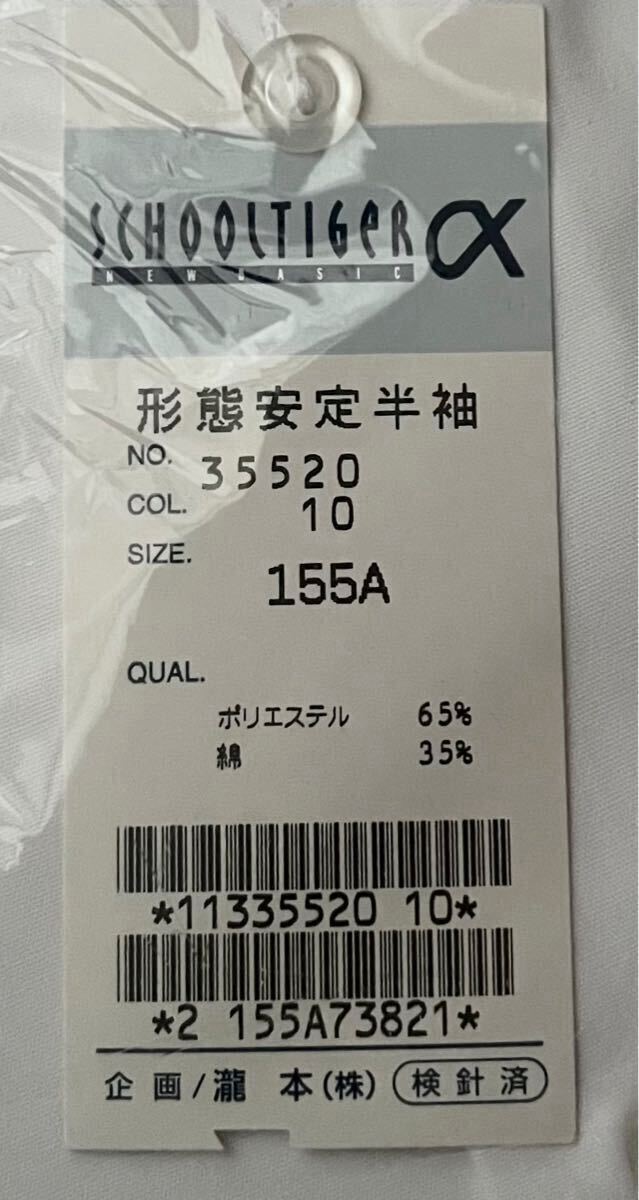 SCHOOLTIGER α
NEW BASIC
形態安定半袖
NO. 35520
COL. 10
SIZE. 155A
QUAL.
ポリエステル 65%
綿 35%
*11335520 10*
*2 155A73821*
企画/瀧本(株) 検針済